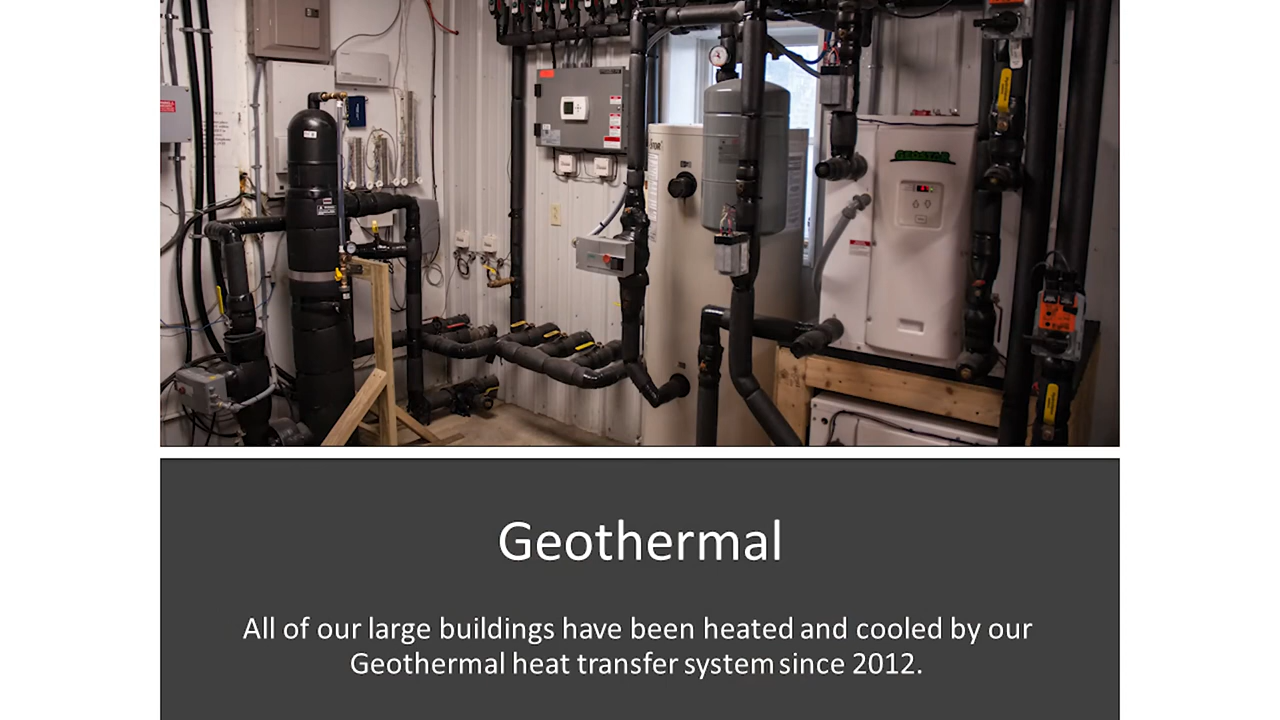 GEOSTAR
Geothermal
All of our large buildings have been heated and cooled by our
Geothermal heat transfer system since 2012.